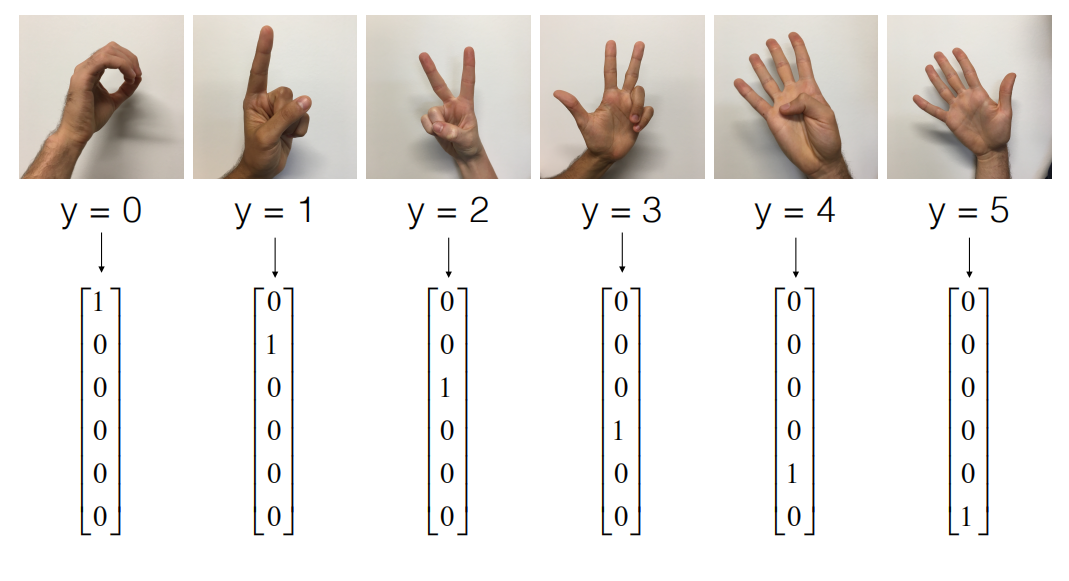 y = 0 y = 1 y = 2 y = 3 y = 4 y = 5
1 0 0 0 0 0
0 1 0 0 0 0
0 0 1 0 0 0
0 0 0 1 0 0
0 0 0 0 1 0
0 0 0 0 0 1